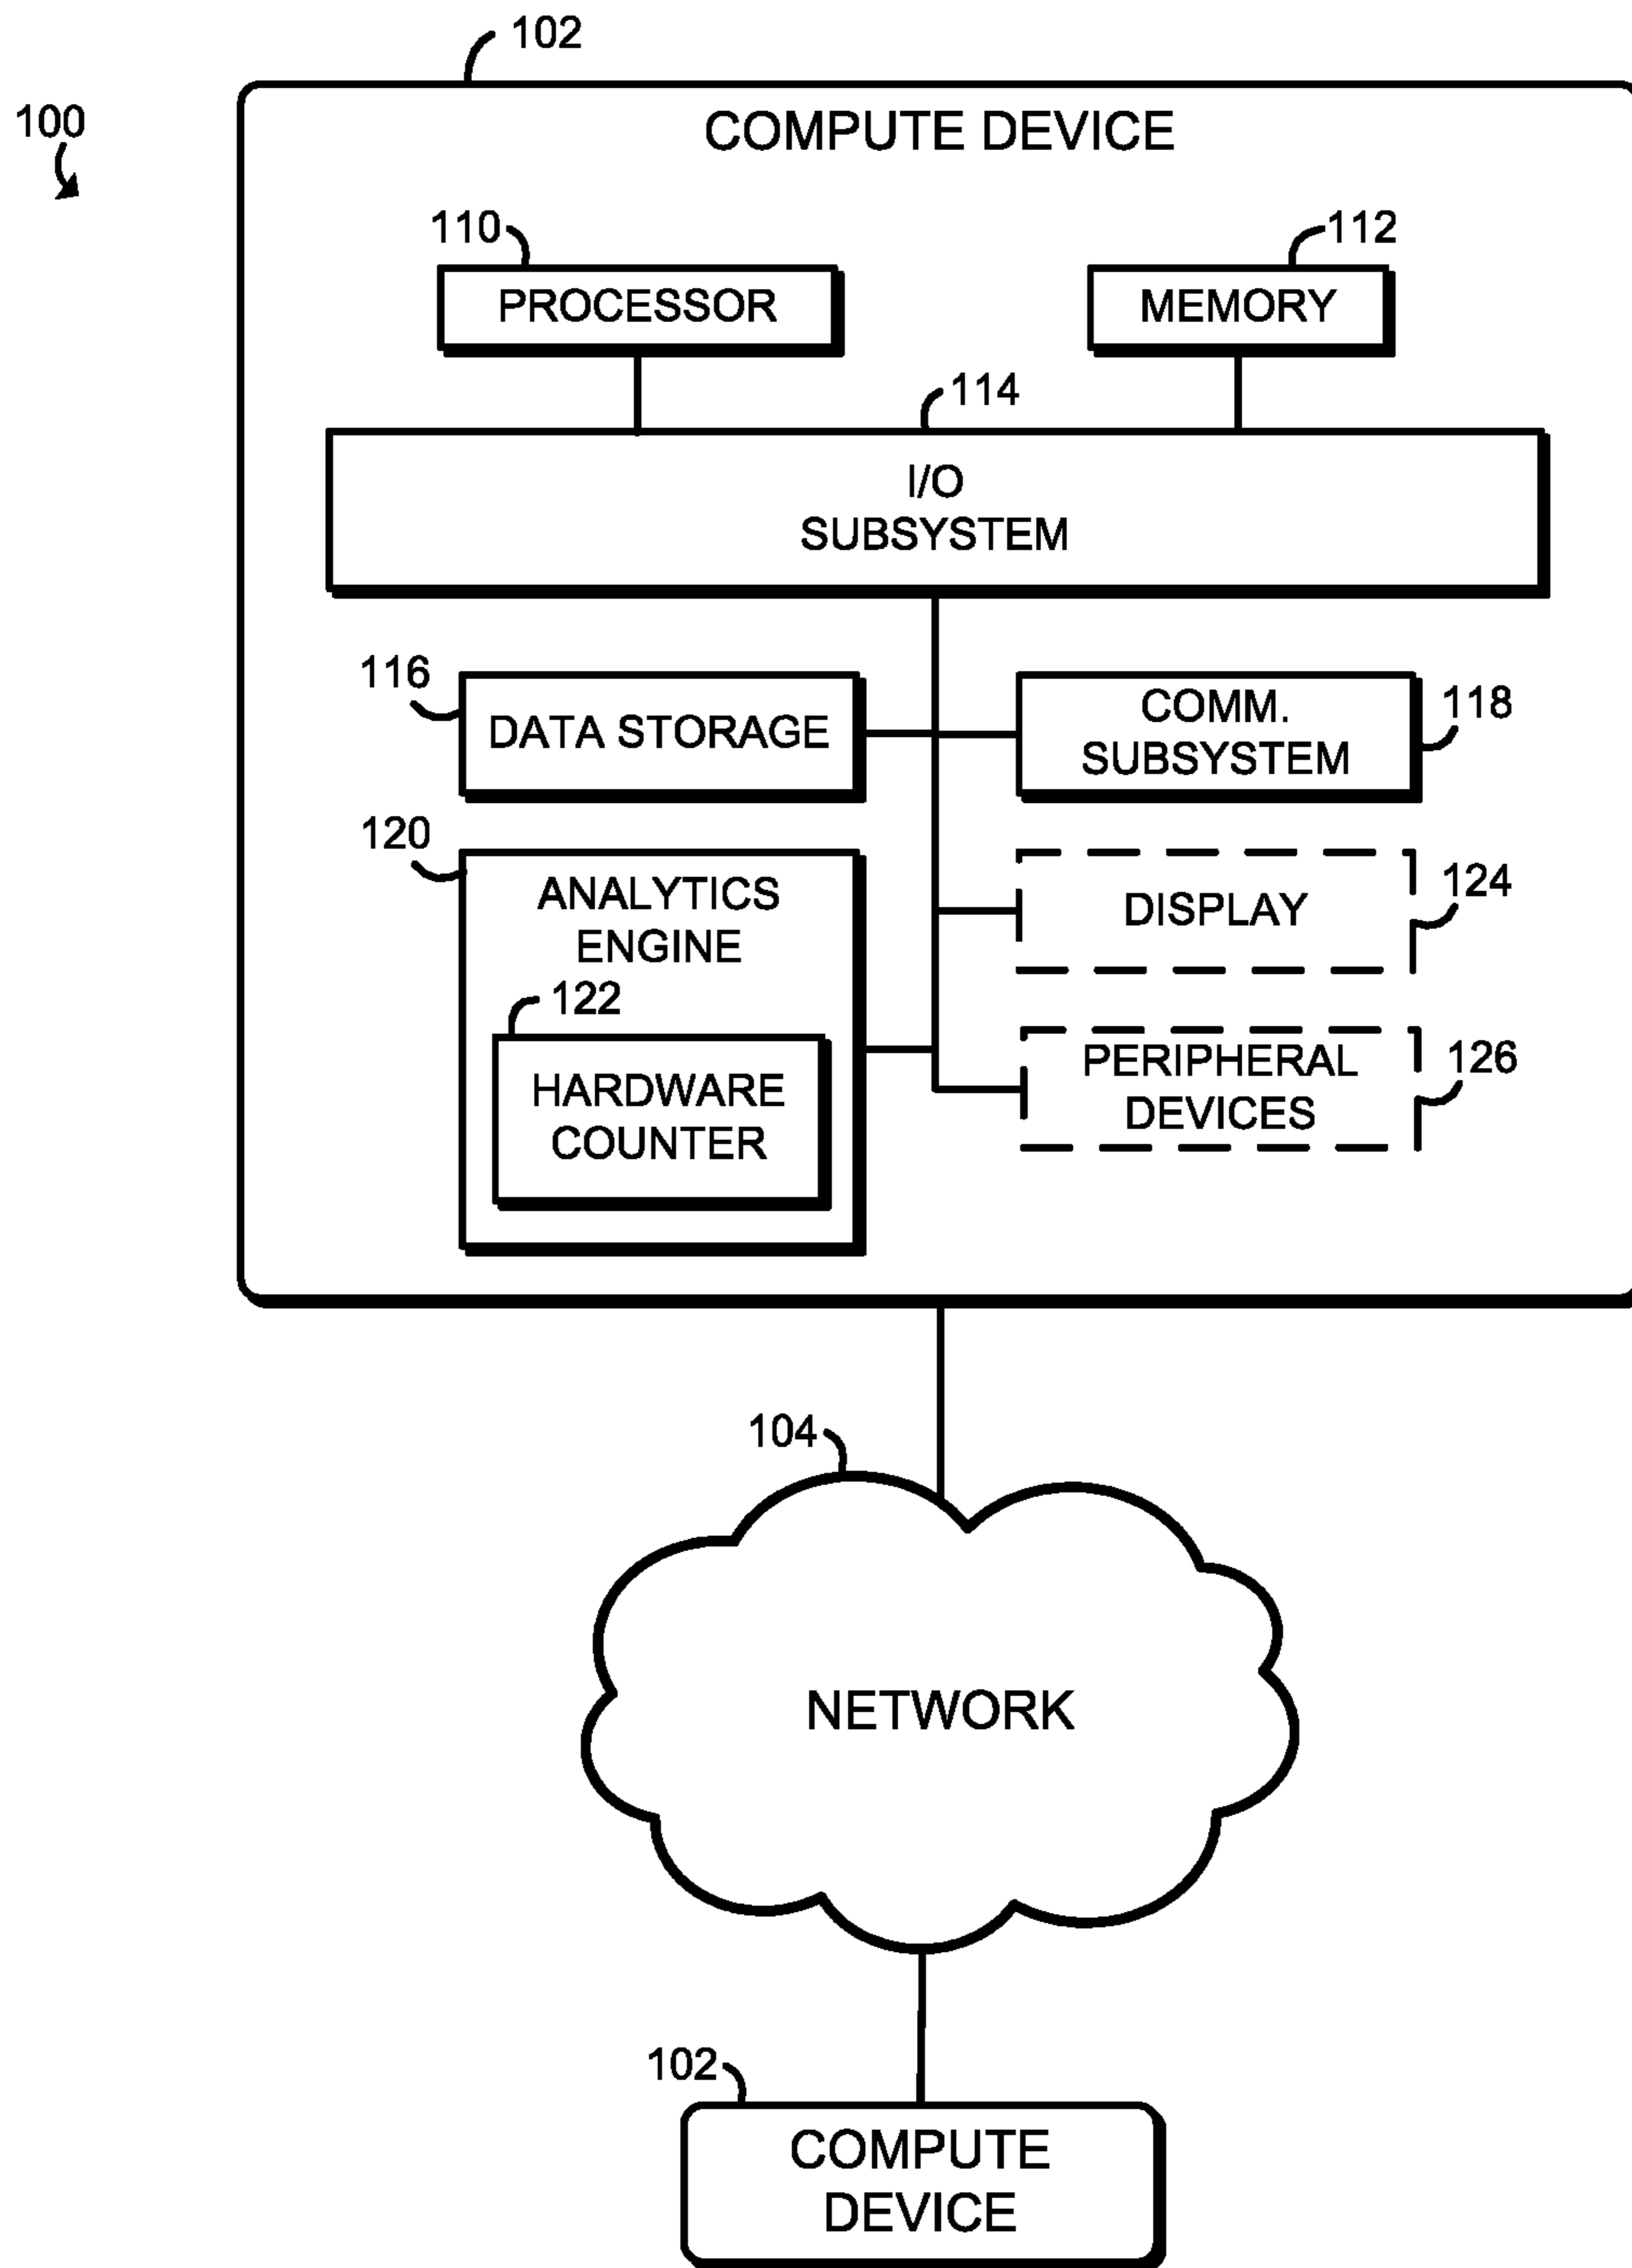 102
100
COMPUTE DEVICE
110
112
PROCESSOR
MEMORY
114
I/O
SUBSYSTEM
116
DATA STORAGE
COMM.
SUBSYSTEM
118
120
ANALYTICS
ENGINE
122
HARDWARE
COUNTER
DISPLAY
124
PERIPHERAL
DEVICES
126
104
NETWORK
102
COMPUTE
DEVICE